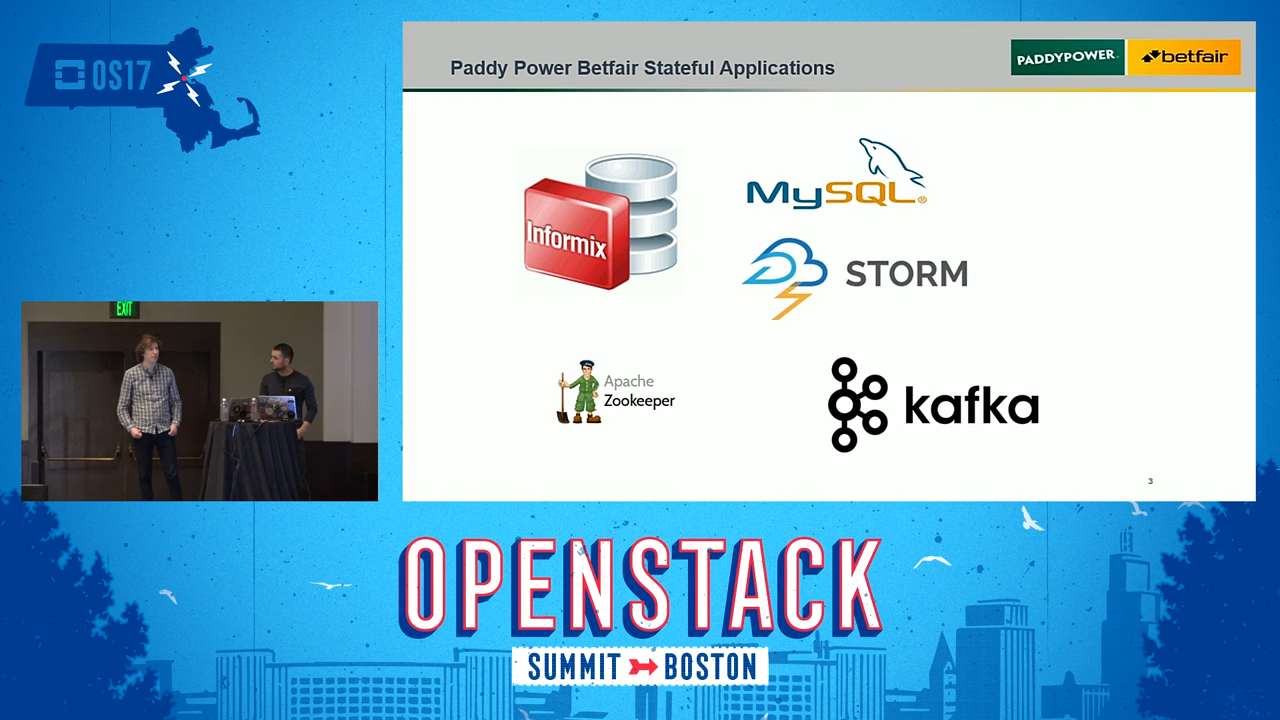 OS17
Paddy Power Betfair Stateful Applications
PADDYPOWER.
betfair
Informix
MySQL®
STORM
Apache
Zookeeper
kafka
3
EXIT
OPENSTACK
SUMMIT BOSTON